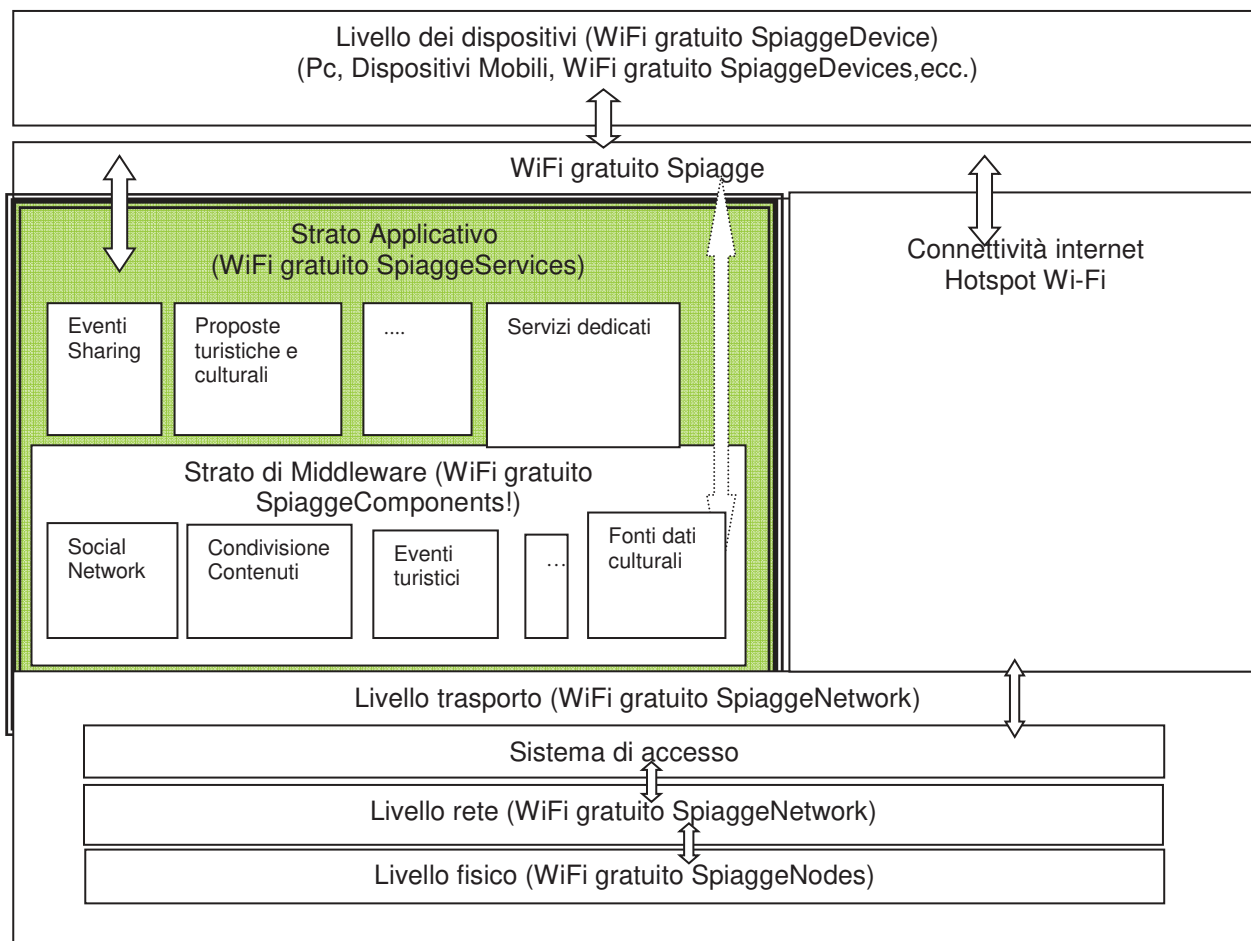 Livello dei dispositivi (WiFi gratuito SpiaggeDevice)
(Pc, Dispositivi Mobili, WiFi gratuito SpiaggeDevices,ecc.)
WiFi gratuito Spiagge
Strato Applicativo
(WiFi gratuito SpiaggeServices)
Connettività internet
Hotspot Wi-Fi
Eventi
Sharing
Proposte
turistiche e
culturali
....
Servizi dedicati
Strato di Middleware (WiFi gratuito
SpiaggeComponents!)
Social
Network
Condivisione
Contenuti
Eventi
turistici
...
Fonti dati
culturali
Livello trasporto (WiFi gratuito SpiaggeNetwork)
Sistema di accesso
Livello rete (WiFi gratuito SpiaggeNetwork)
Livello fisico (WiFi gratuito SpiaggeNodes)